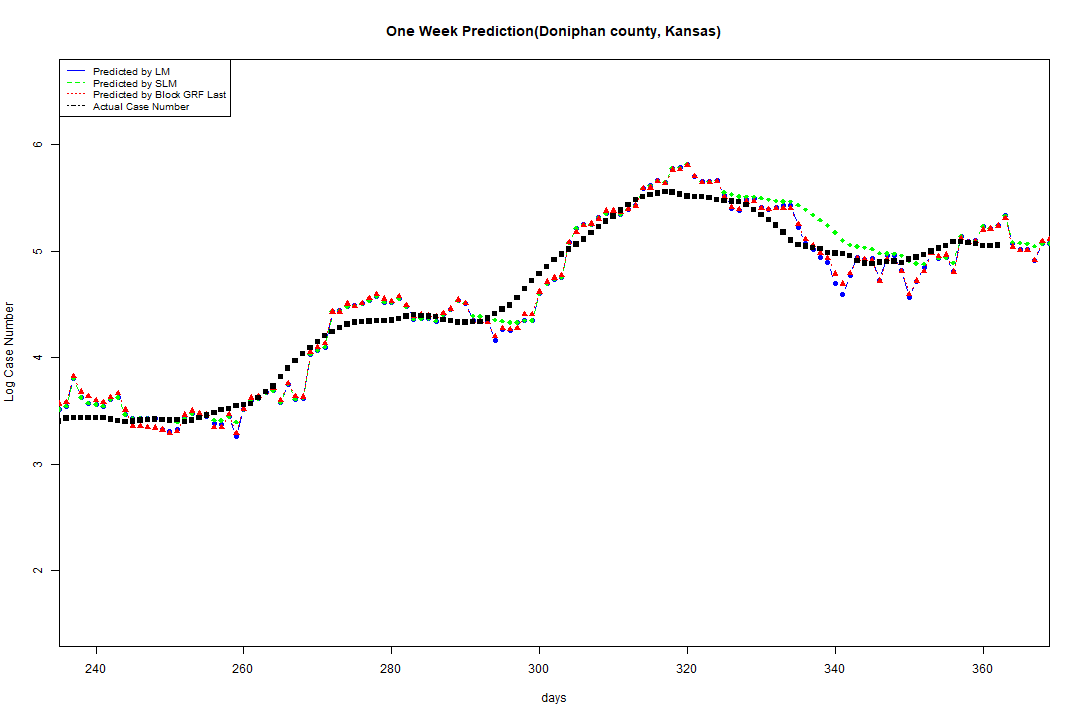 One Week Prediction(Doniphan county, Kansas)
Predicted by LM
Predicted by SLM
Predicted by Block GRF Last
Actual Case Number
6
5
4
3
2
Log Case Number
240 260 280 300 320 340 360
days